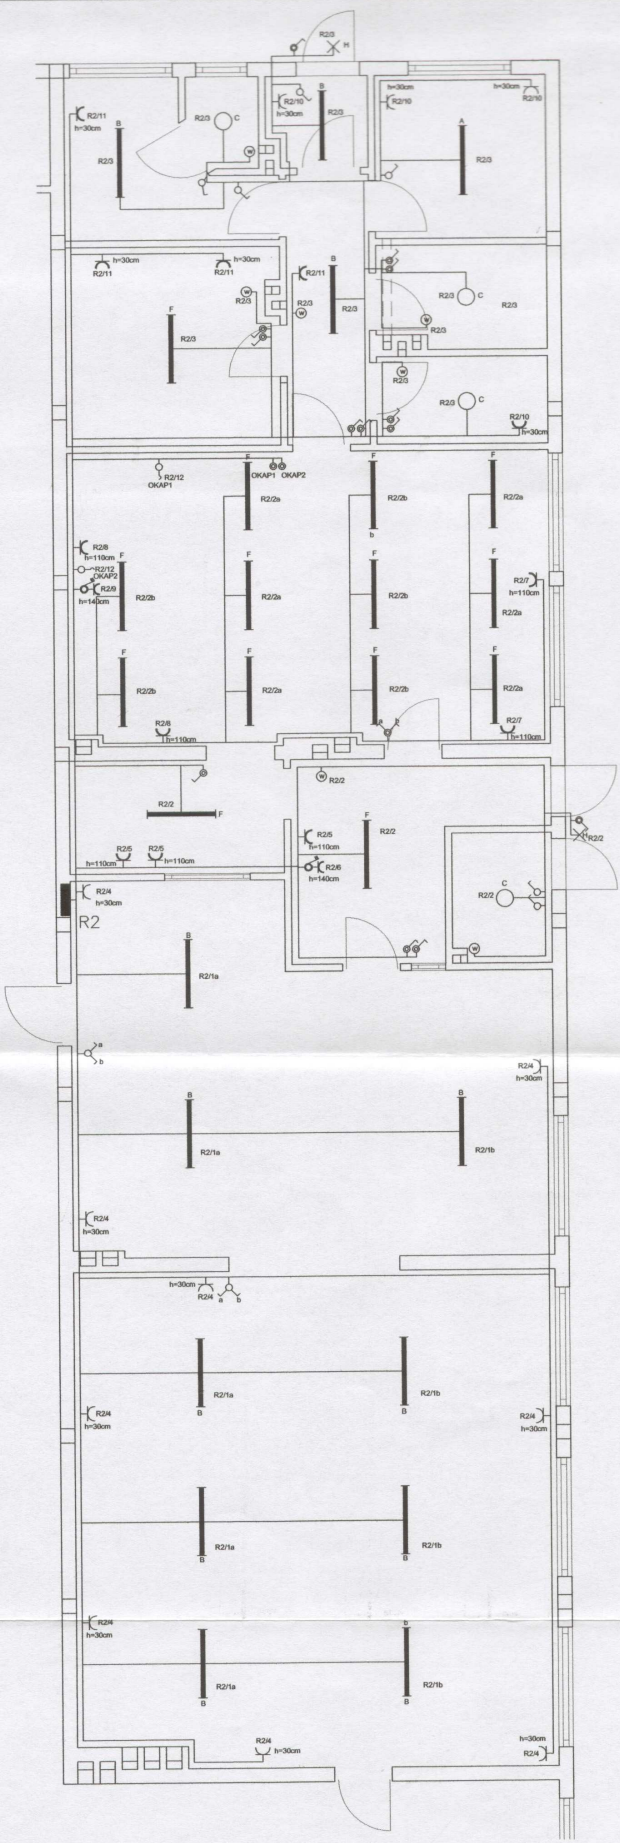 R2/3
H
R2/11
h=30cm
B
R2/3
R2/3
C
W
R2/10
h=30cm
B
R2/3
h=30cm
R2/10
h=30cm
R2/10
A
R2/3
h=30cm
R2/11
h=30cm
R2/11
W
R2/3
F
R2/3
B
R2/11
R2/3
W
R2/3
R2/3
C
R2/3
W
R2/3
W
R2/3
R2/3
C
R2/10
h=30cm
R2/12
OKAP1
F
OKAP1
OKAP2
R2/2a
F
R2/2b
b
F
R2/2a
R2/8
h=110cm
R2/12
OKAP2
R2/9
h=140cm
F
R2/2b
F
R2/2a
F
R2/2b
F
R2/2a
R2/7
h=110cm
F
R2/2b
F
R2/2a
F
R2/2b
F
R2/2a
R2/8
h=110cm
a
b
R2/7
h=110cm
R2/2
F
W
R2/2
R2/5
h=110cm
R2/5
h=110cm
R2/5
h=110cm
R2/6
h=140cm
F
R2/2
H
R2/2
C
R2/2
W
R2/4
h=30cm
R2
B
R2/1a
a
b
R2/4
h=30cm
B
R2/1a
B
R2/1b
R2/4
h=30cm
h=30cm
R2/4
a
b
R2/1a
B
R2/1b
B
R2/4
h=30cm
R2/4
h=30cm
R2/1a
B
R2/1b
B
R2/4
h=30cm
b
R2/1a
B
R2/1b
B
R2/4
h=30cm
h=30cm
R2/4